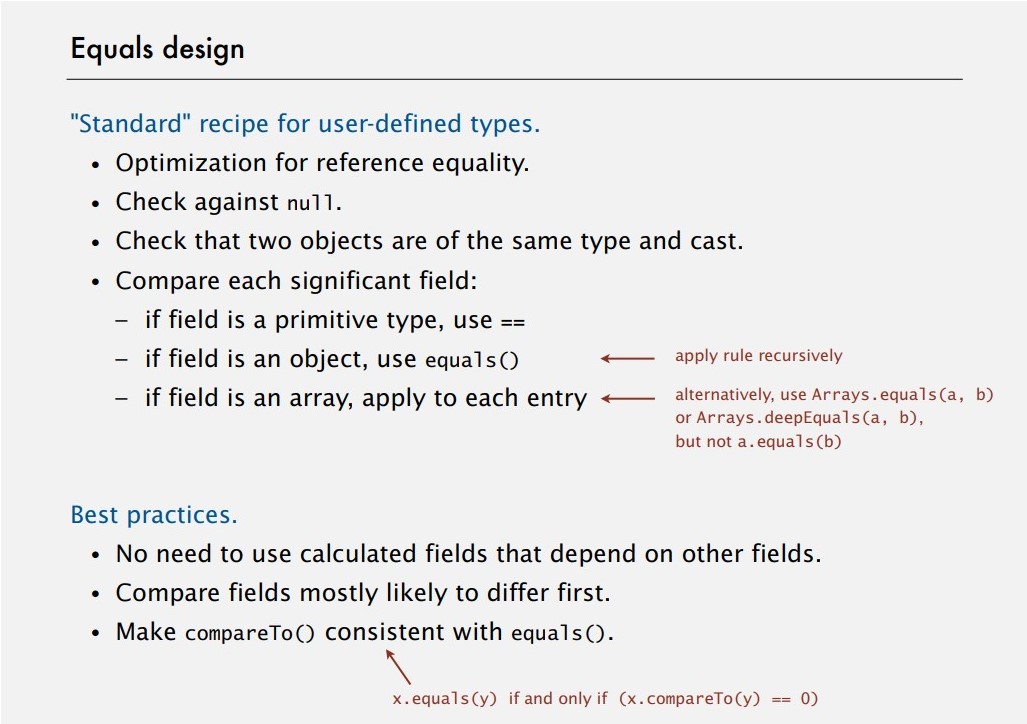 Equals design
"Standard" recipe for user-defined types.
• Optimization for reference equality.
• Check against null.
• Check that two objects are of the same type and cast.
• Compare each significant field:
– if field is a primitive type, use ==
– if field is an object, use equals()
apply rule recursively
– if field is an array, apply to each entry
alternatively, use Arrays.equals(a, b)
or Arrays.deepEquals(a, b),
but not a.equals(b)
Best practices.
• No need to use calculated fields that depend on other fields.
• Compare fields mostly likely to differ first.
• Make compareTo() consistent with equals().
x.equals(y) if and only if (x.compareTo(y) == 0)